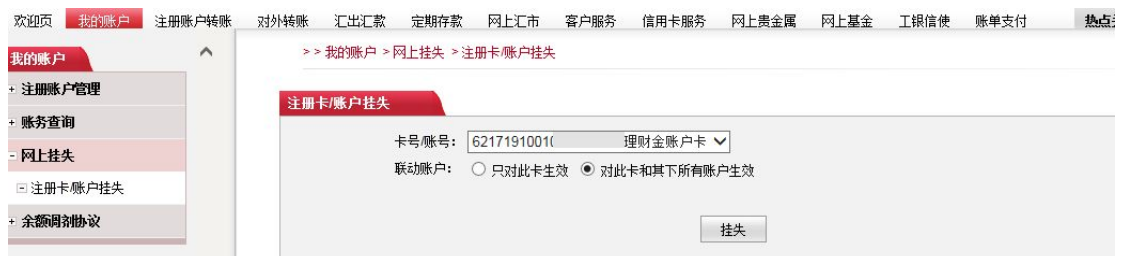 欢迎页 我的账户 注册账户转账 对外转账 汇出汇款 定期存款 网上汇市 客户服务 信用卡服务 网上贵金属 网上基金 工银信使 账单支付 热点
我的账户
>> 我的账户 >网上挂失 >注册卡/账户挂失
+ 注册账户管理
注册卡/账户挂失
+ 账务查询
卡号/账号： 62171910010 理财金账户卡
- 网上挂失
联动账户： 只对此卡生效 对此卡和其下所有账户生效
注册卡/账户挂失
+ 余额调剂协议
挂失